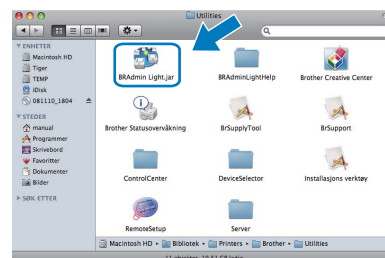 Utilities
ENHETER
Macintosh HD
Tiger
TEMP
iDisk
081110_1804
STEDER
manual
Programmer
Skrivebord
Favoritter
Dokumenter
Bilder
SØK ETTER
BRAdmin Light.jar
BRAdminLightHelp
Brother Creative Center
Brother Statusovervåkning
BrSupplyTool
BrSupport
ControlCenter
DeviceSelector
Installasjons verktøy
RemoteSetup
Server
Macintosh HD ▸ Bibliotek ▸ Printers ▸ Brother ▸ Utilities